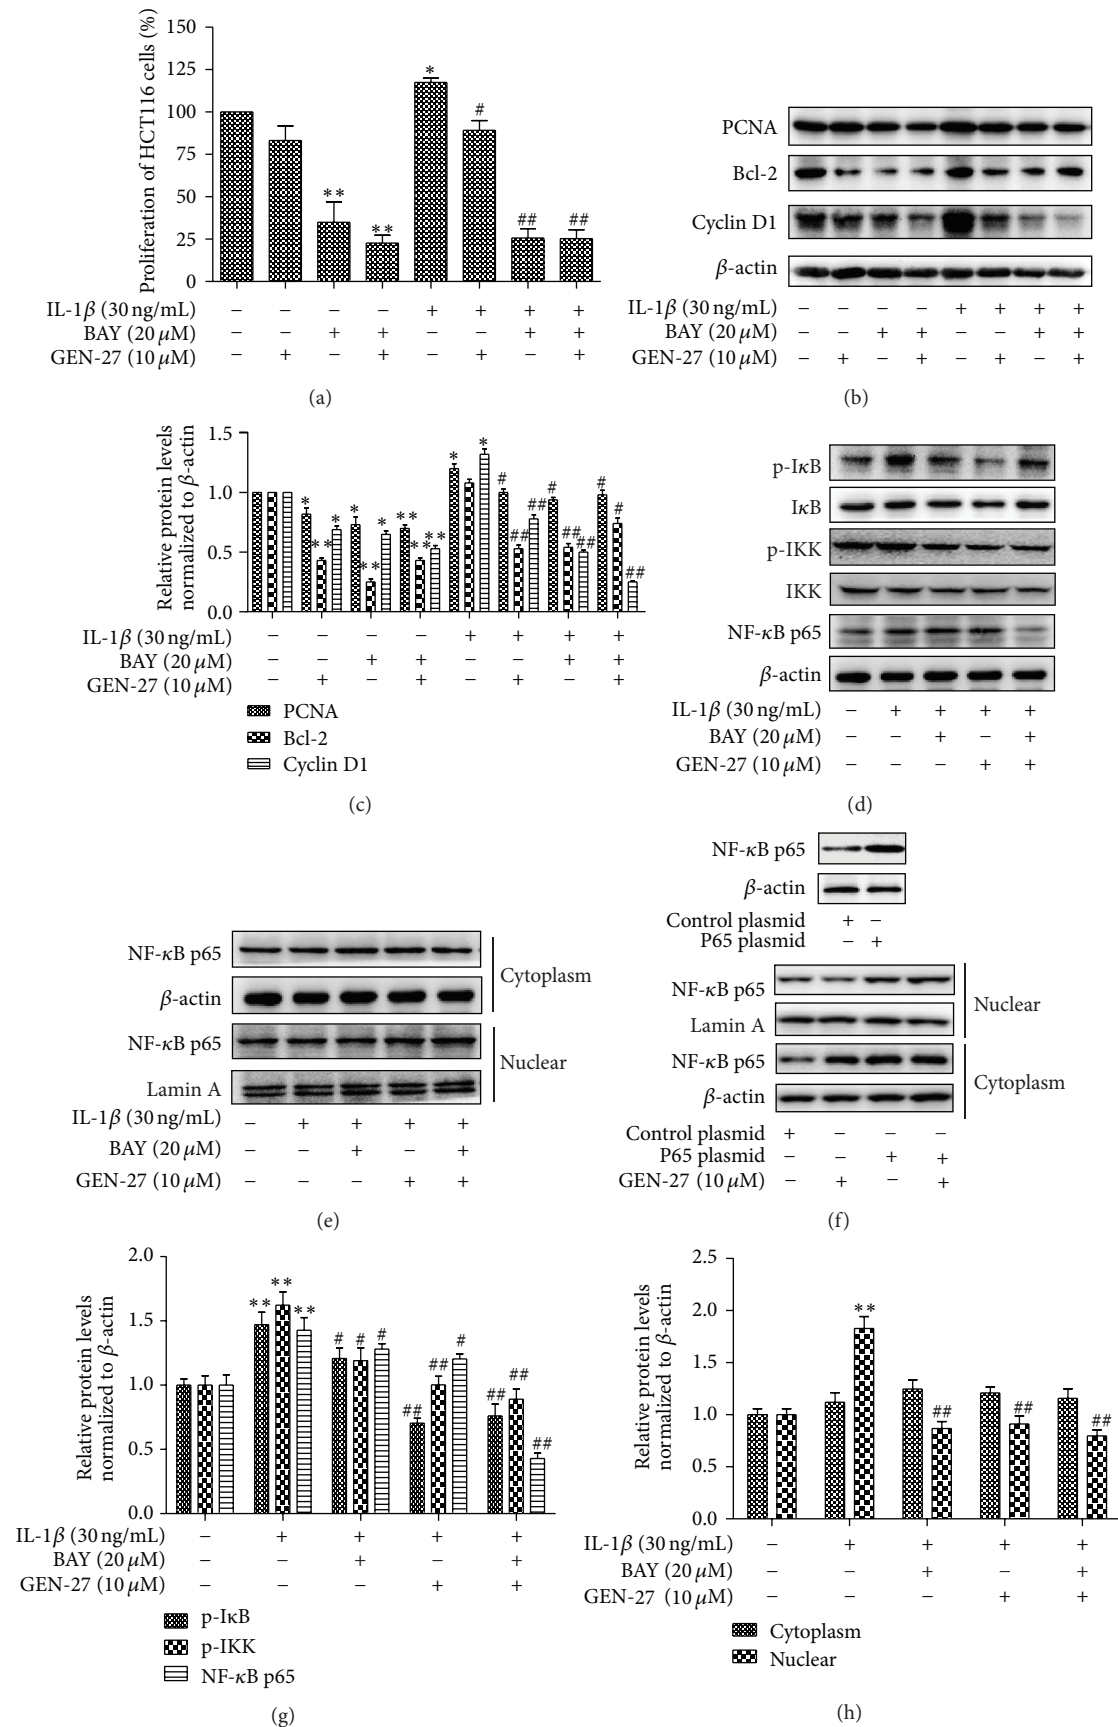 Proliferation of HCT116 cells (%)
150
125
100
75
50
25
0
** ** * # ## ##
IL-1β (30 ng/mL) − − − − + + + +
BAY (20 μM) − − + + − − + +
GEN-27 (10 μM) − + − + − + − +
(a)
PCNA
Bcl-2
Cyclin D1
β-actin
IL-1β (30 ng/mL) − − − − + + + +
BAY (20 μM) − − + + − − + +
GEN-27 (10 μM) − + − + − + − +
(b)
Relative protein levels
normalized to β-actin
1.5
1.0
0.5
0.0
* ** * * ** * ** ** ** * * # ## ## # ## ## # # ##
IL-1β (30 ng/mL) − − − − + + + +
BAY (20 μM) − − + + − − + +
GEN-27 (10 μM) − + − + − + − +
PCNA
Bcl-2
Cyclin D1
(c)
p-IκB
IκB
p-IKK
IKK
NF-κB p65
β-actin
IL-1β (30 ng/mL) − + + + +
BAY (20 μM) − − + − +
GEN-27 (10 μM) − − − + +
(d)
NF-κB p65
β-actin
Cytoplasm
NF-κB p65
Lamin A
Nuclear
IL-1β (30 ng/mL) − + + + +
BAY (20 μM) − − + − +
GEN-27 (10 μM) − − − + +
(e)
NF-κB p65
β-actin
Control plasmid + −
P65 plasmid − +
NF-κB p65
Lamin A
Nuclear
NF-κB p65
β-actin
Cytoplasm
Control plasmid + − − −
P65 plasmid − − + +
GEN-27 (10 μM) − + − +
(f)
Relative protein levels
normalized to β-actin
2.0
1.5
1.0
0.5
0.0
** ** ** # # # ## ## # ## ## ##
IL-1β (30 ng/mL) − + + + +
BAY (20 μM) − − + − +
GEN-27 (10 μM) − − − + +
p-IκB
p-IKK
NF-κB p65
(g)
Relative protein levels
normalized to β-actin
2.5
2.0
1.5
1.0
0.5
0.0
** ## ## ##
IL-1β (30 ng/mL) − + + + +
BAY (20 μM) − − + − +
GEN-27 (10 μM) − − − + +
Cytoplasm
Nuclear
(h)